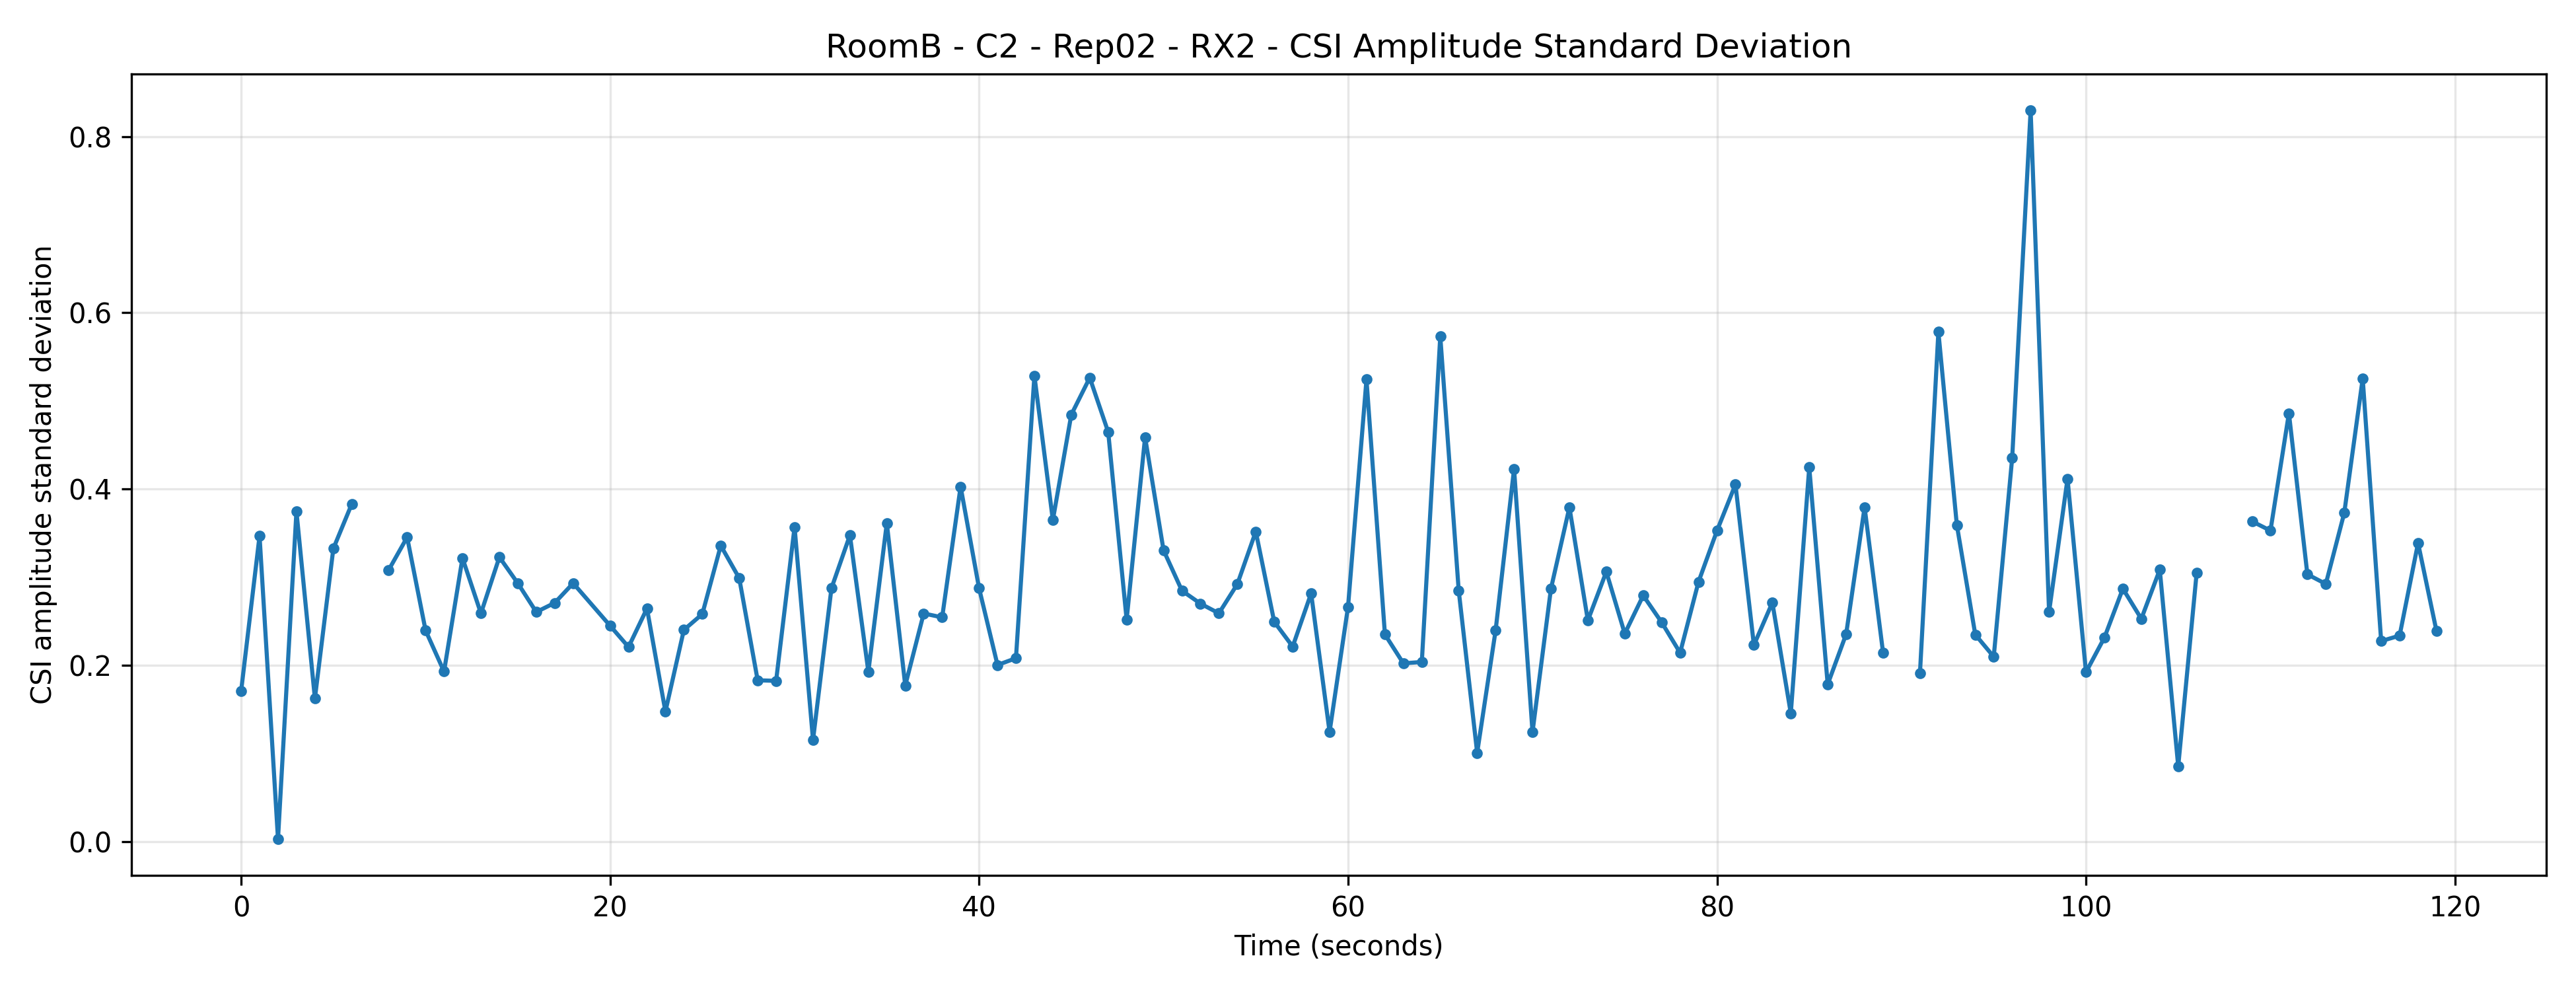 RoomB - C2 - Rep02 - RX2 - CSI Amplitude Standard Deviation
CSI amplitude standard deviation
0.8
0.6
0.4
0.2
0.0
0 20 40 60 80 100 120
Time (seconds)